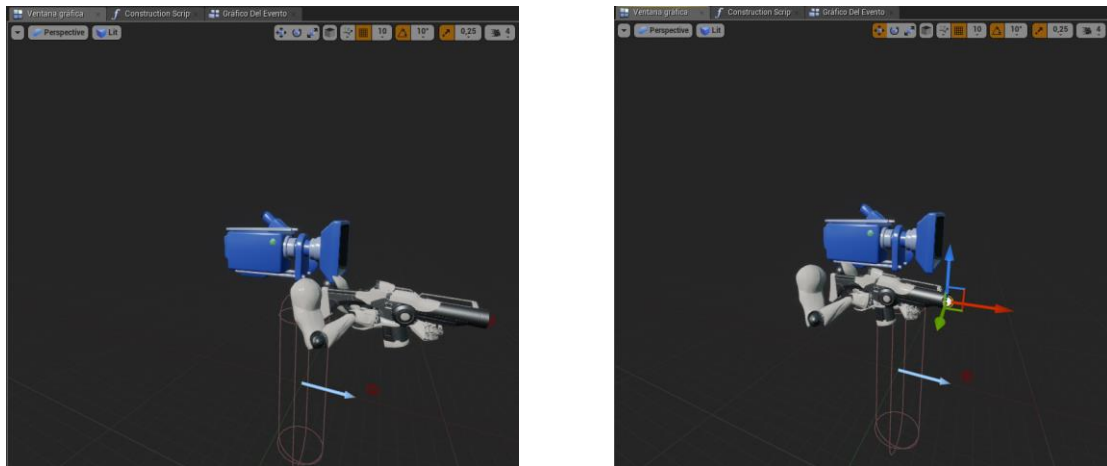 Ventana gráfica
Construction Scrip
Gráfico Del Evento
Perspective
Lit
10
10°
0,25
4
Ventana gráfica
Construction Scrip
Gráfico Del Evento
Perspective
Lit
10
10°
0,25
4